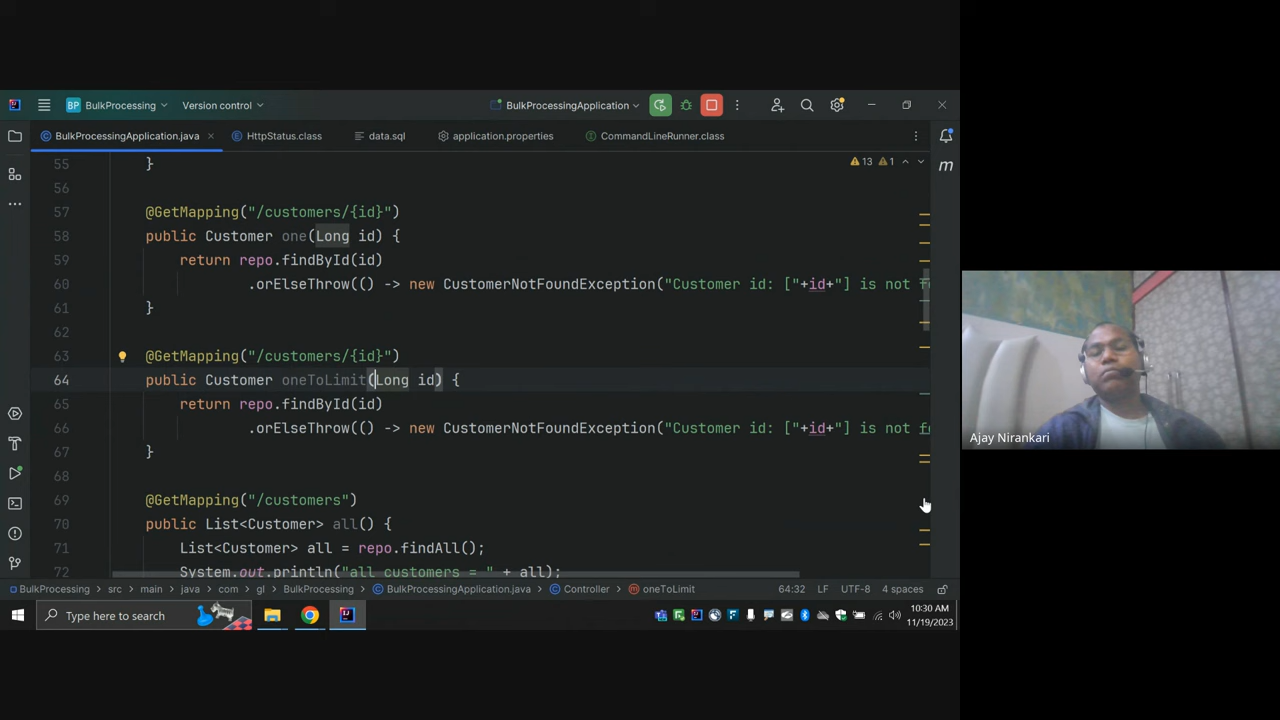 BP BulkProcessing Version control BulkProcessingApplication
BulkProcessingApplication.java HttpStatus.class data.sql application.properties CommandLineRunner.class
55 }
13 1
56
57 @GetMapping("/customers/{id}")
58 public Customer one(Long id) {
59 return repo.findById(id)
60 .orElseThrow(() -> new CustomerNotFoundException("Customer id: ["+id+"] is not f
61 }
62
63 @GetMapping("/customers/{id}")
64 public Customer oneToLimit(Long id) {
65 return repo.findById(id)
66 .orElseThrow(() -> new CustomerNotFoundException("Customer id: ["+id+"] is not fo
67 }
68
69 @GetMapping("/customers")
70 public List<Customer> all() {
71 List<Customer> all = repo.findAll();
72 System.out.println("all customers = " + all);
BulkProcessing > src > main > java > com > gl > BulkProcessing > BulkProcessingApplication.java > Controller > oneToLimit 64:32 LF UTF-8 4 spaces
Type here to search
10:30 AM
11/19/2023
Ajay Nirankari